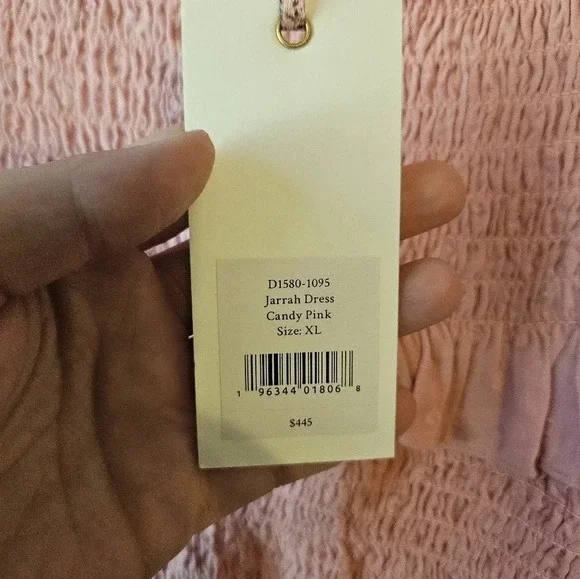 D1580-1095
Jarrah Dress
Candy Pink
Size: XL
1 96344 01806 8
$445